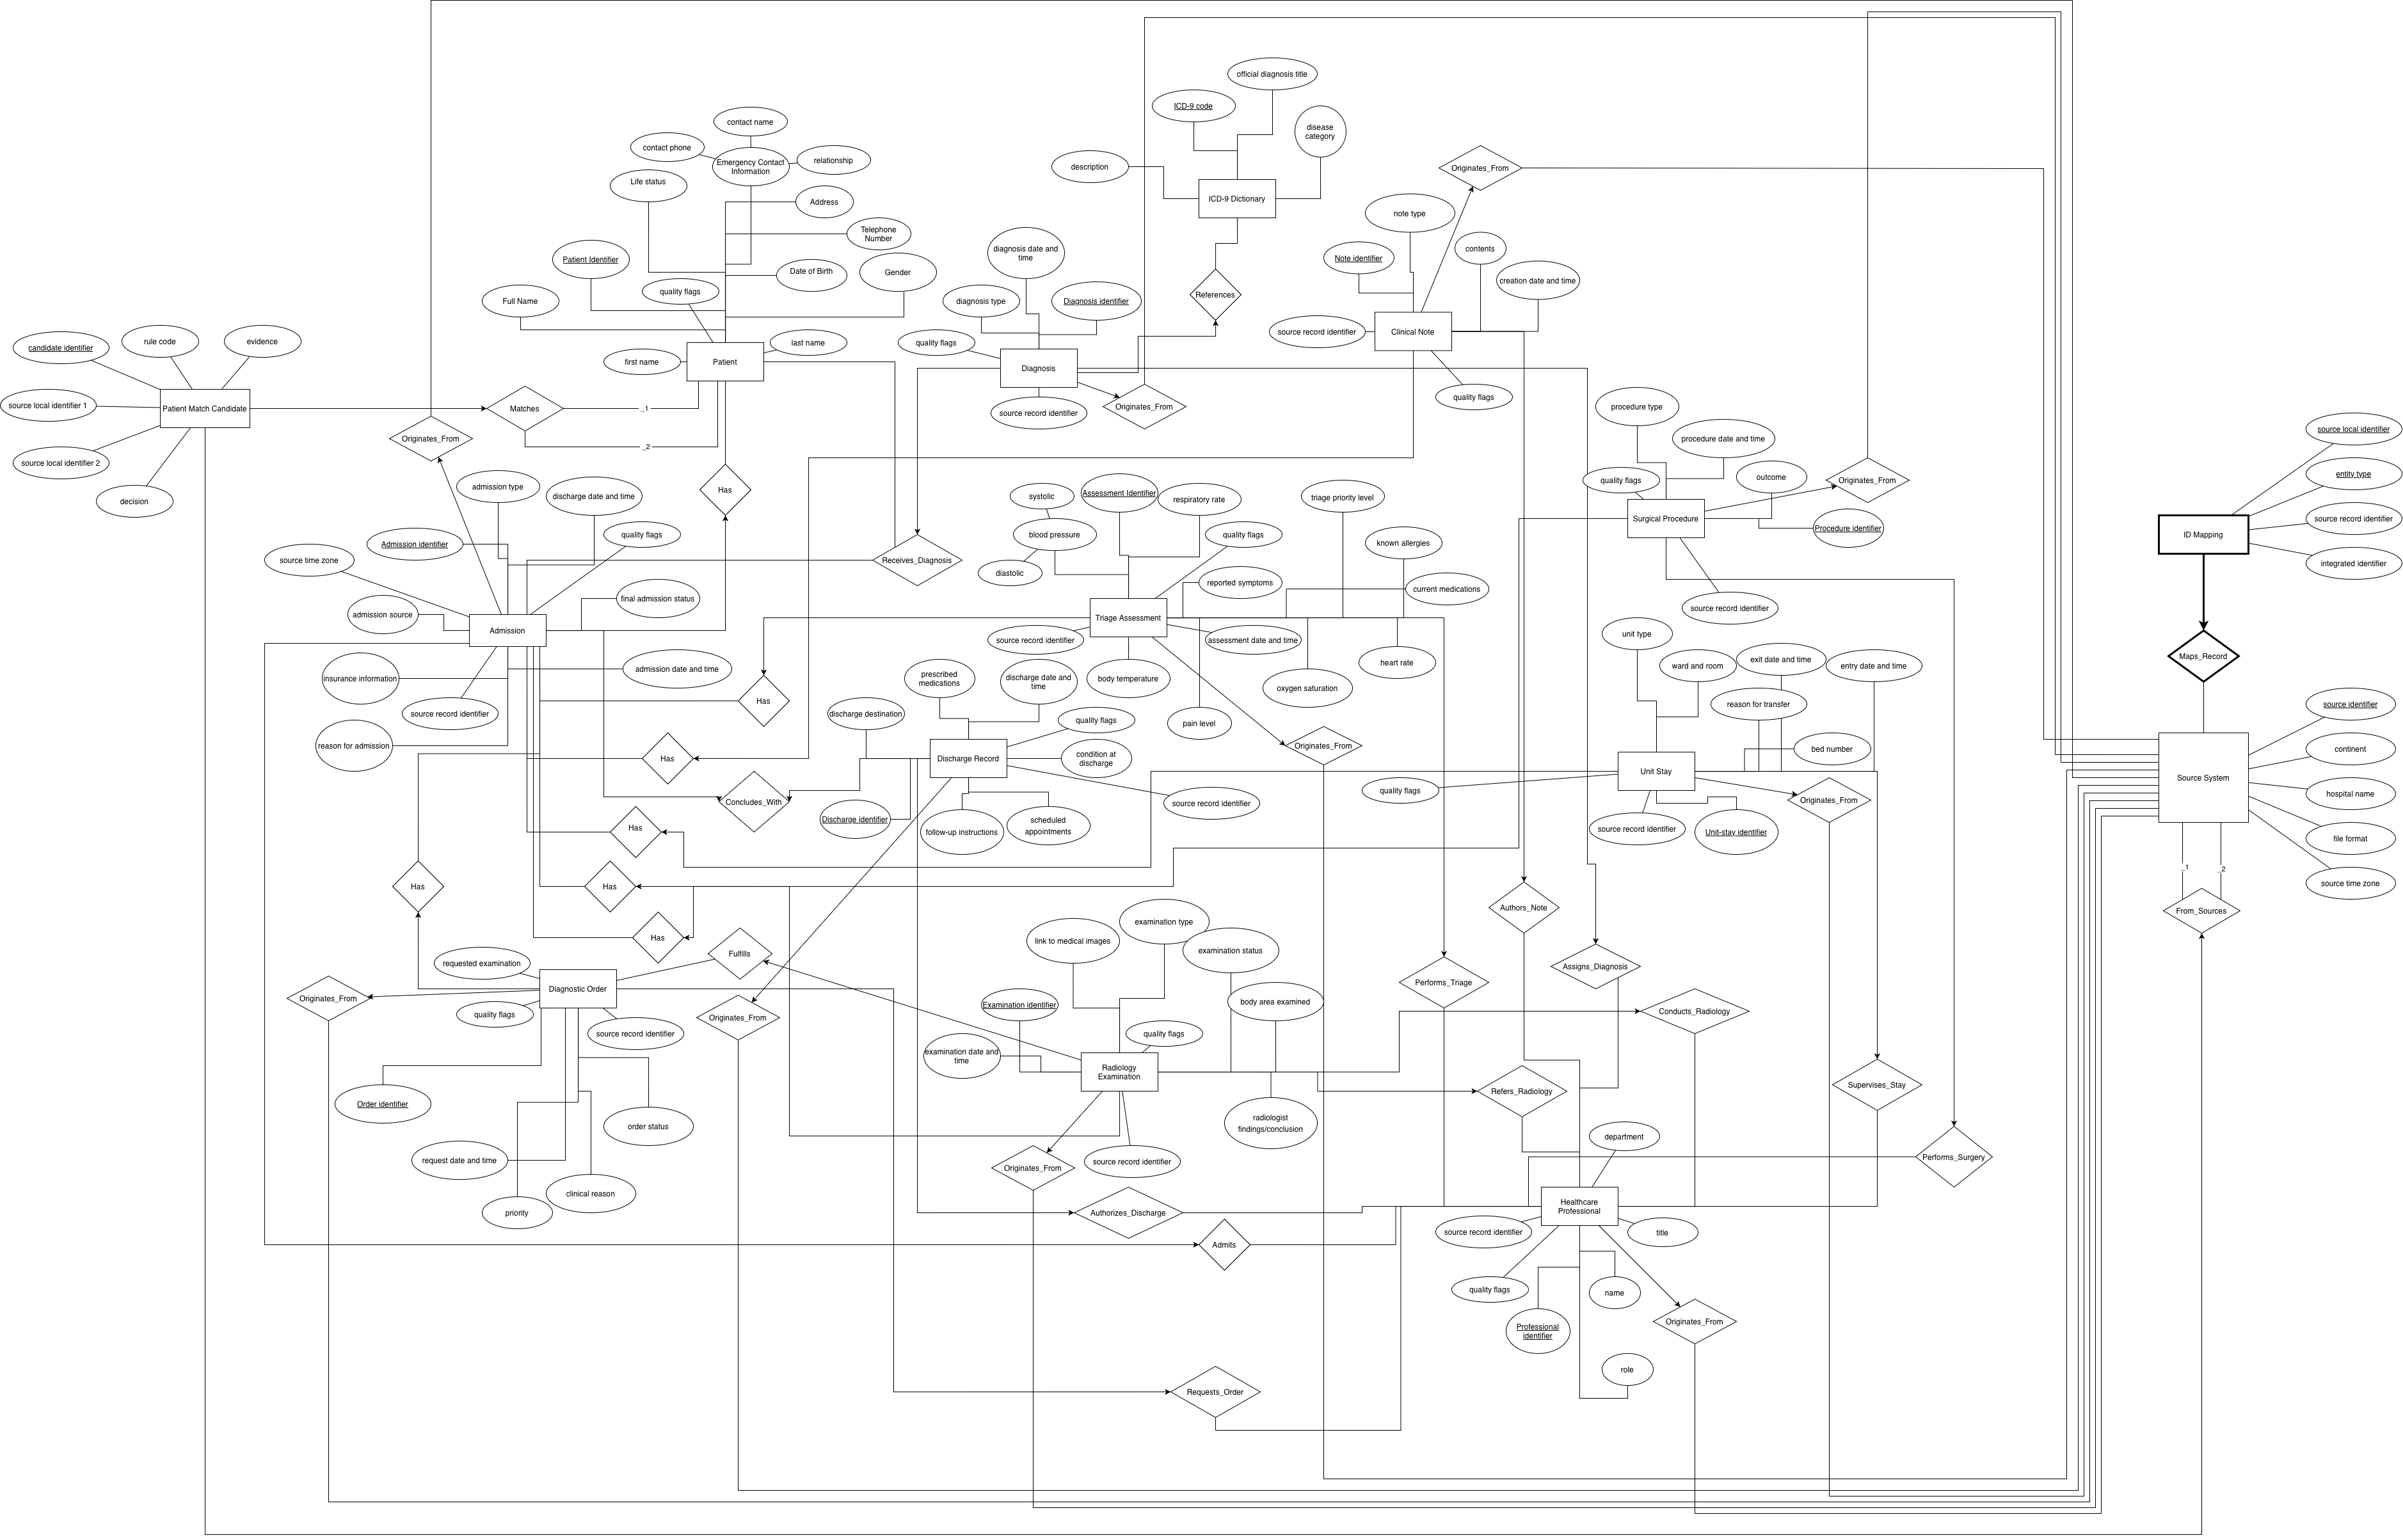 official diagnosis title
ICD-9 code
disease
category
description
ICD-9 Dictionary
Originates_From
contact name
contact phone
Emergency Contact
Information
relationship
Life status
Address
Telephone
Number
Patient Identifier
Date of Birth
Gender
quality flags
Full Name
first name
last name
Patient
diagnosis date and
time
diagnosis type
Diagnosis identifier
quality flags
Diagnosis
source record identifier
Originates_From
References
note type
Note identifier
contents
creation date and time
source record identifier
Clinical Note
quality flags
candidate identifier
rule code
evidence
source local identifier 1
Patient Match Candidate
source local identifier 2
decision
Matches
_1
_2
Originates_From
Has
admission type
discharge date and time
Admission identifier
quality flags
source time zone
admission source
final admission status
Admission
insurance information
admission date and time
source record identifier
reason for admission
Receives_Diagnosis
systolic
Assessment Identifier
respiratory rate
blood pressure
quality flags
diastolic
triage priority level
known allergies
reported symptoms
current medications
Triage Assessment
source record identifier
assessment date and time
body temperature
heart rate
oxygen saturation
pain level
Originates_From
procedure type
procedure date and time
quality flags
outcome
Originates_From
Surgical Procedure
Procedure identifier
source record identifier
source local identifier
entity type
ID Mapping
source record identifier
integrated identifier
Maps_Record
source identifier
continent
Source System
hospital name
file format
source time zone
_1
_2
From_Sources
unit type
ward and room
exit date and time
entry date and time
reason for transfer
bed number
Unit Stay
quality flags
Originates_From
source record identifier
Unit-stay identifier
Has
Has
Concludes_With
Has
Has
Has
Has
prescribed
medications
discharge date and
time
discharge destination
quality flags
Discharge Record
condition at
discharge
source record identifier
Discharge identifier
follow-up instructions
scheduled
appointments
Fulfills
requested examination
Diagnostic Order
Originates_From
quality flags
source record identifier
Originates_From
Order identifier
order status
request date and time
clinical reason
priority
link to medical images
examination type
examination status
Examination identifier
body area examined
quality flags
examination date and
time
Radiology
Examination
radiologist
findings/conclusion
Originates_From
source record identifier
Authors_Note
Assigns_Diagnosis
Performs_Triage
Conducts_Radiology
Refers_Radiology
Supervises_Stay
Performs_Surgery
department
Authorizes_Discharge
Admits
Healthcare
Professional
source record identifier
title
quality flags
name
Professional
identifier
Originates_From
role
Requests_Order